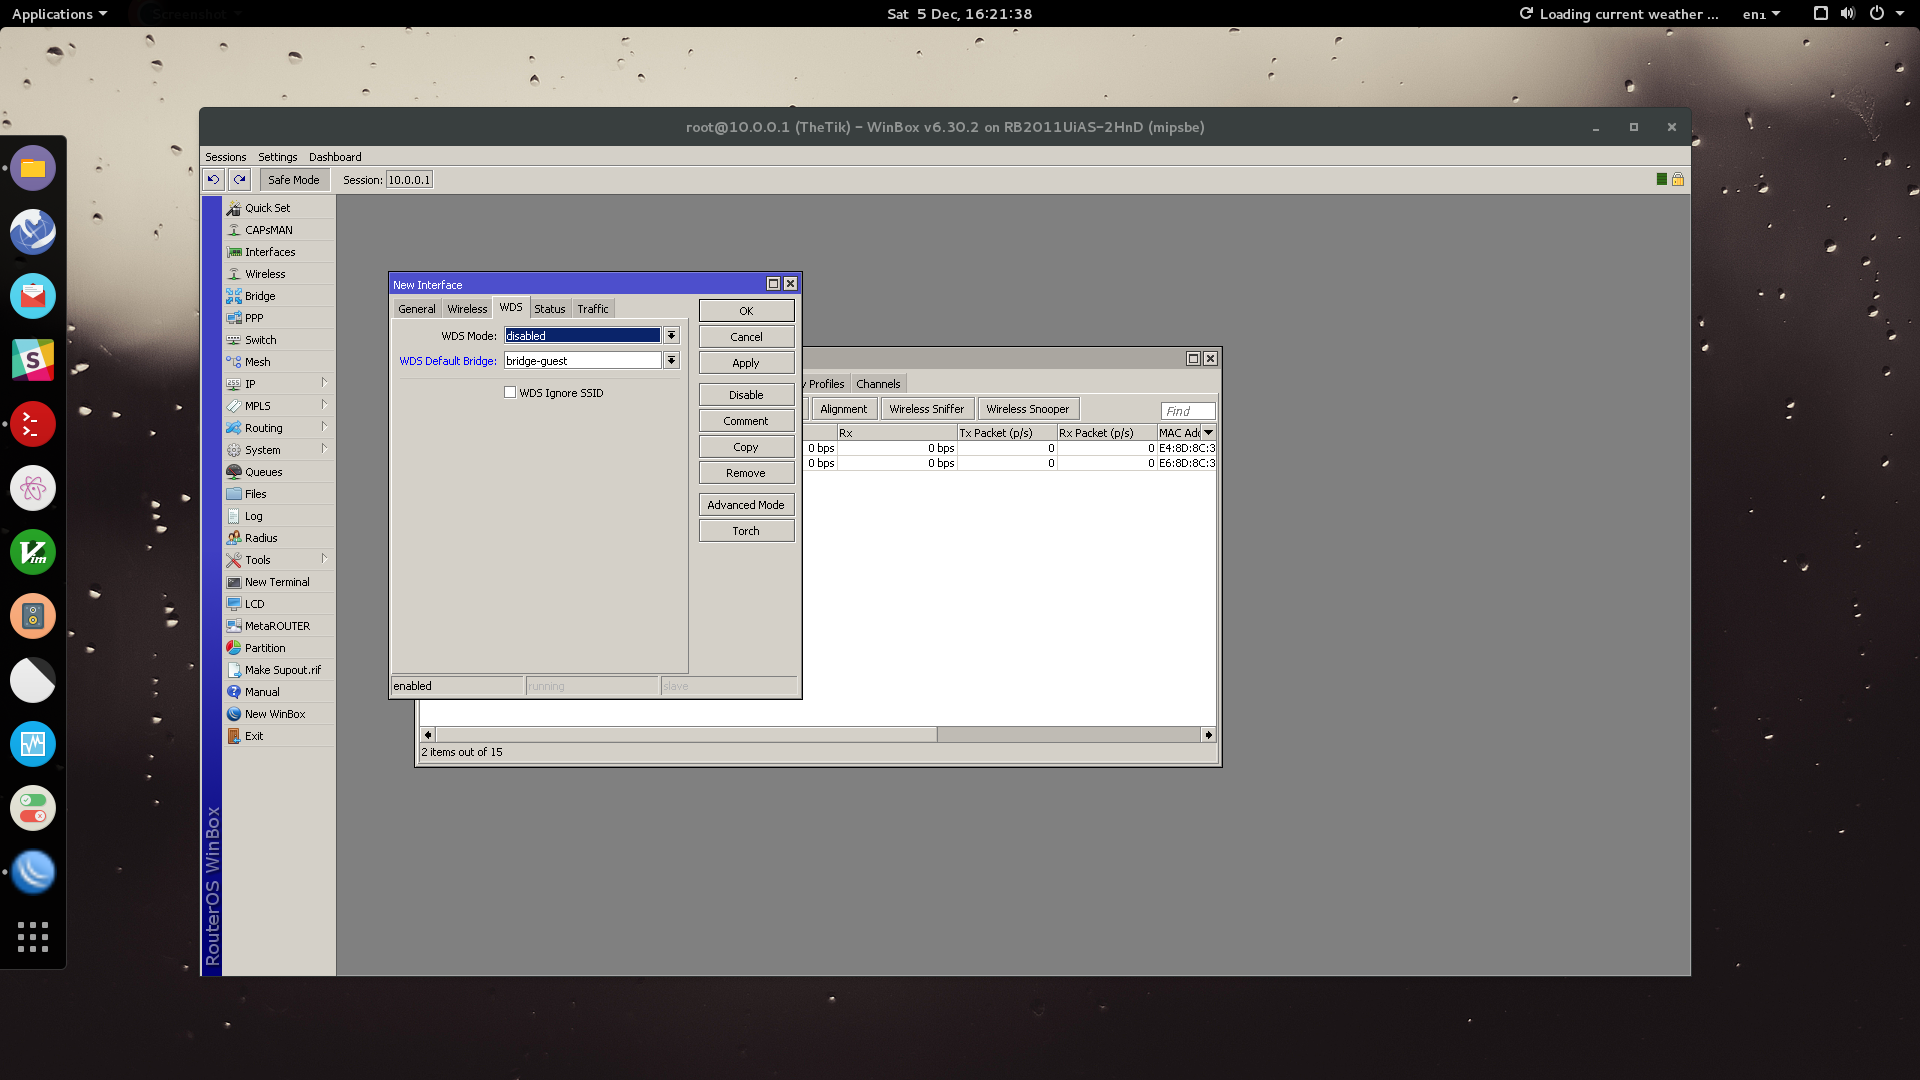 Applications
Screenshot
Sat 5 Dec, 16:21:38
Loading current weather ...
en₁
root@10.0.0.1 (TheTik) - WinBox v6.30.2 on RB2011UiAS-2HnD (mipsbe)
Sessions Settings Dashboard
Safe Mode Session: 10.0.0.1
RouterOS WinBox
Quick Set
CAPsMAN
Interfaces
Wireless
Bridge
PPP
Switch
Mesh
IP
MPLS
Routing
System
Queues
Files
Log
Radius
Tools
New Terminal
LCD
MetaROUTER
Partition
Make Supout.rif
Manual
New WinBox
Exit
New Interface
General Wireless WDS Status Traffic
WDS Mode: disabled
WDS Default Bridge: bridge-guest
WDS Ignore SSID
OK
Cancel
Apply
Disable
Comment
Copy
Remove
Advanced Mode
Torch
enabled running slave
Profiles Channels
Alignment Wireless Sniffer Wireless Snooper Find
Rx Tx Packet (p/s) Rx Packet (p/s) MAC Add
0 bps 0 bps 0 0 E4:8D:8C:3
0 bps 0 bps 0 0 E6:8D:8C:3
2 items out of 15